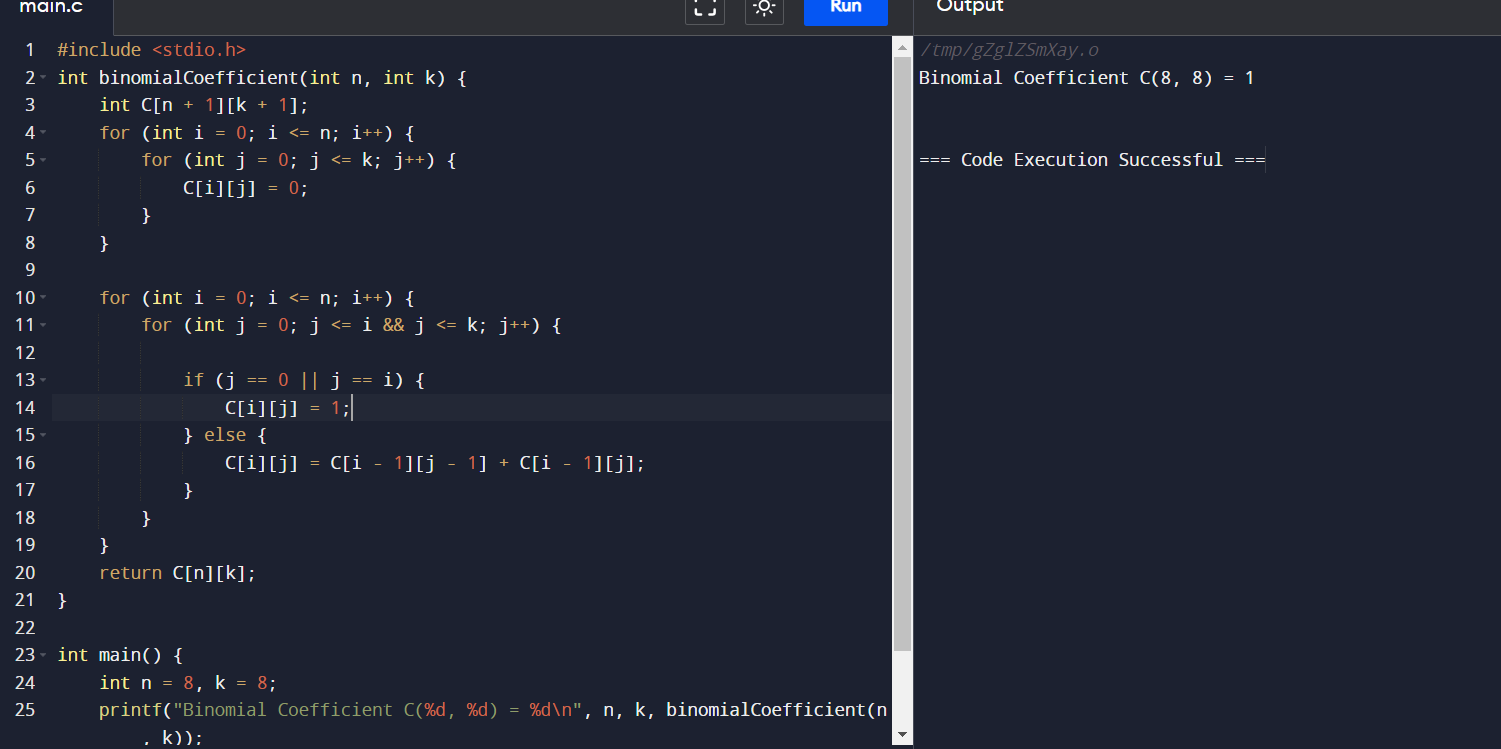 main.c
Run
Output
1 #include <stdio.h>
2 int binomialCoefficient(int n, int k) {
3 int C[n + 1][k + 1];
4 for (int i = 0; i <= n; i++) {
5 for (int j = 0; j <= k; j++) {
6 C[i][j] = 0;
7 }
8 }
9
10 for (int i = 0; i <= n; i++) {
11 for (int j = 0; j <= i && j <= k; j++) {
12
13 if (j == 0 || j == i) {
14 C[i][j] = 1;
15 } else {
16 C[i][j] = C[i - 1][j - 1] + C[i - 1][j];
17 }
18 }
19 }
20 return C[n][k];
21 }
22
23 int main() {
24 int n = 8, k = 8;
25 printf("Binomial Coefficient C(%d, %d) = %d\n", n, k, binomialCoefficient(n
, k));
/tmp/gZglZSmXay.o
Binomial Coefficient C(8, 8) = 1
=== Code Execution Successful ===